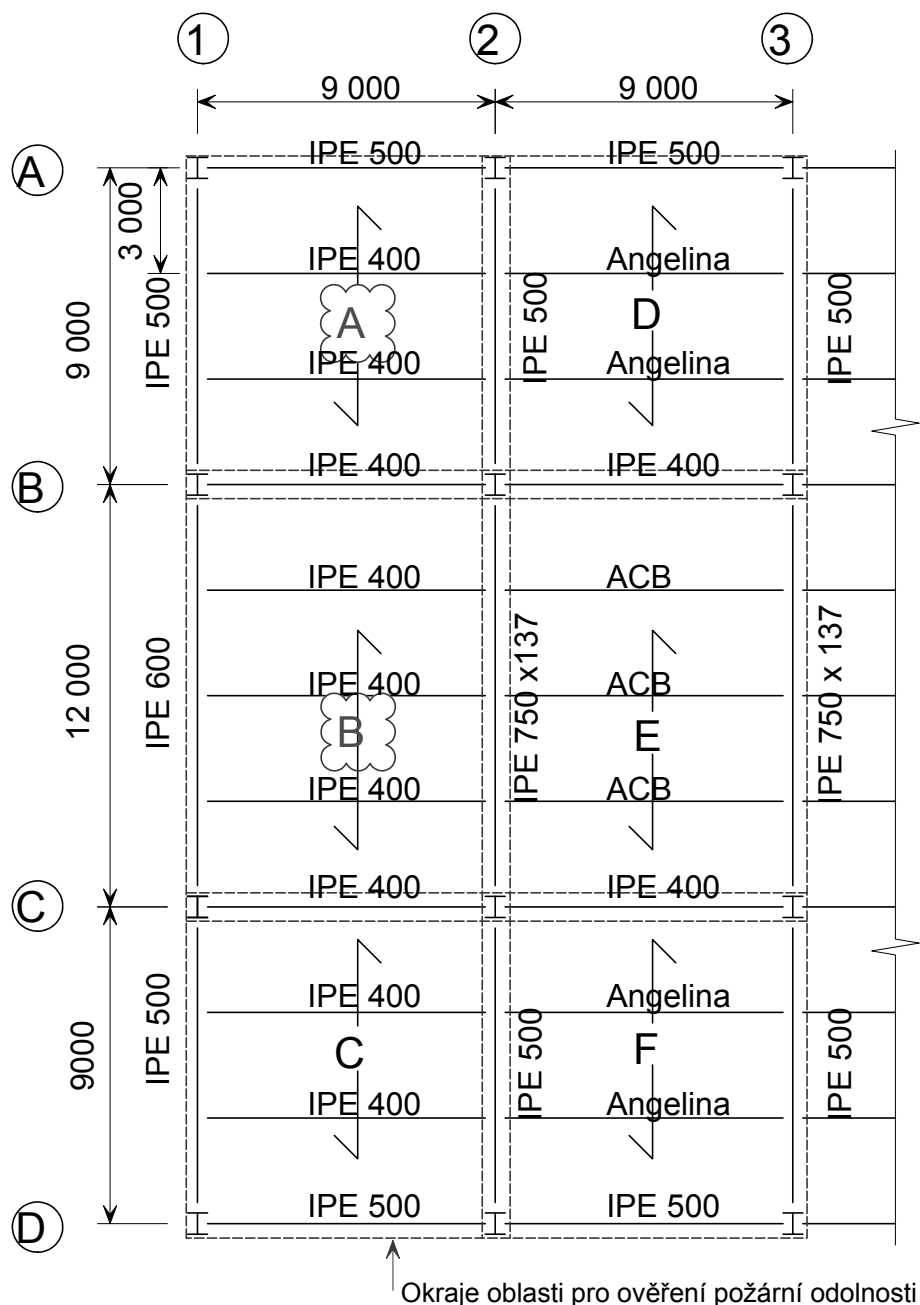 1 2 3
9 000 9 000
A IPE 500 IPE 500
3 000
IPE 400 Angelina
9 000 IPE 500 A IPE 500 D IPE 500
IPE 400 Angelina
B IPE 400 IPE 400
IPE 400 ACB
12 000 IPE 600 IPE 400 IPE 750 x137 ACB IPE 750 x 137
B E
IPE 400 ACB
C IPE 400 IPE 400
IPE 400 Angelina
9000 IPE 500 C IPE 500 F IPE 500
IPE 400 Angelina
D IPE 500 IPE 500
Okraje oblasti pro ověření požární odolnosti